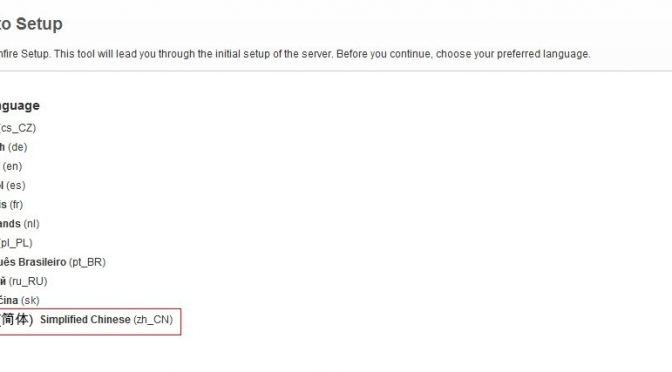 to Setup
nfire Setup. This tool will lead you through the initial setup of the server. Before you continue, choose your preferred language.
nguage
(cs_CZ)
h (de)
(en)
l (es)
is (fr)
ands (nl)
(pl_PL)
uês Brasileiro (pt_BR)
й (ru_RU)
čina (sk)
(简体) Simplified Chinese (zh_CN)